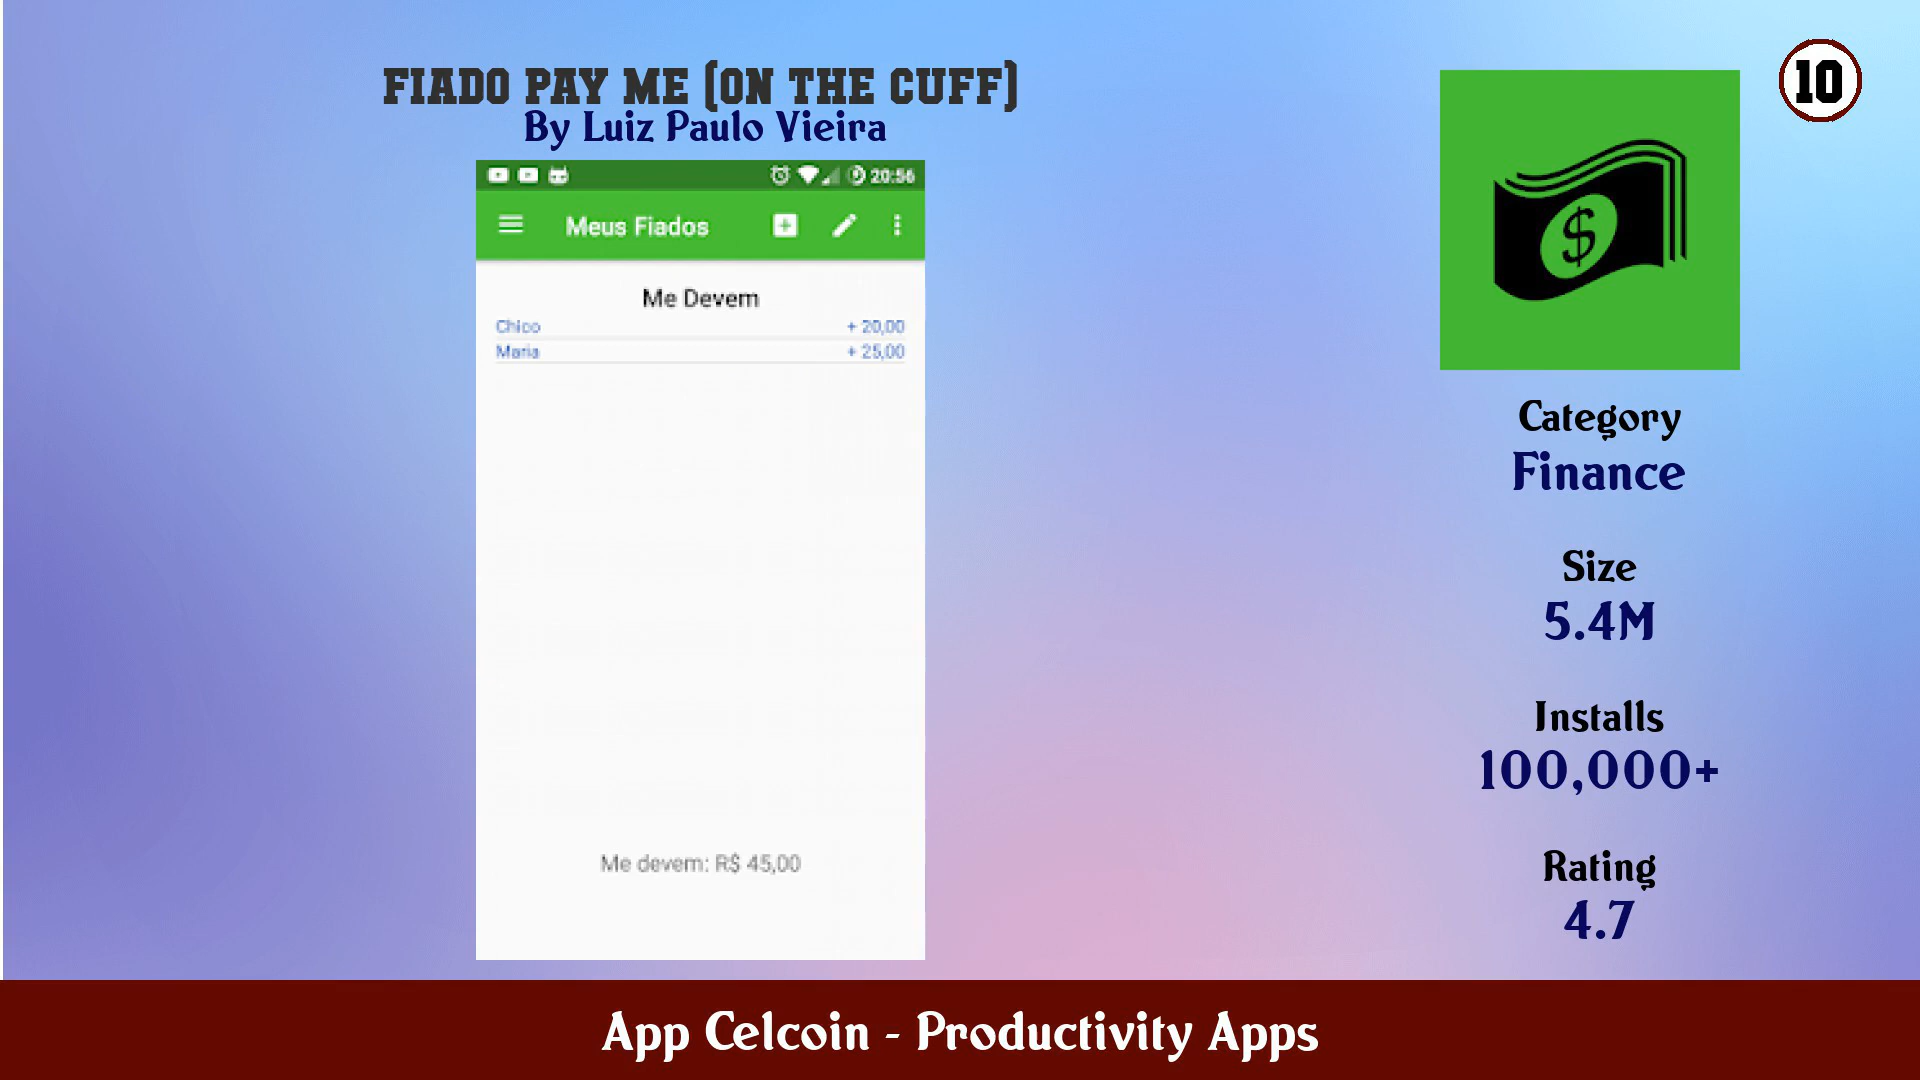 FIADO PAY ME (ON THE CUFF)
By Luiz Paulo Vieira
10
20:56
Meus Fiados
Me Devem
Chico + 20,00
Maria + 25,00
Me devem: R$ 45,00
$
Category
Finance
Size
5.4M
Installs
100,000+
Rating
4.7
App Celcoin - Productivity Apps